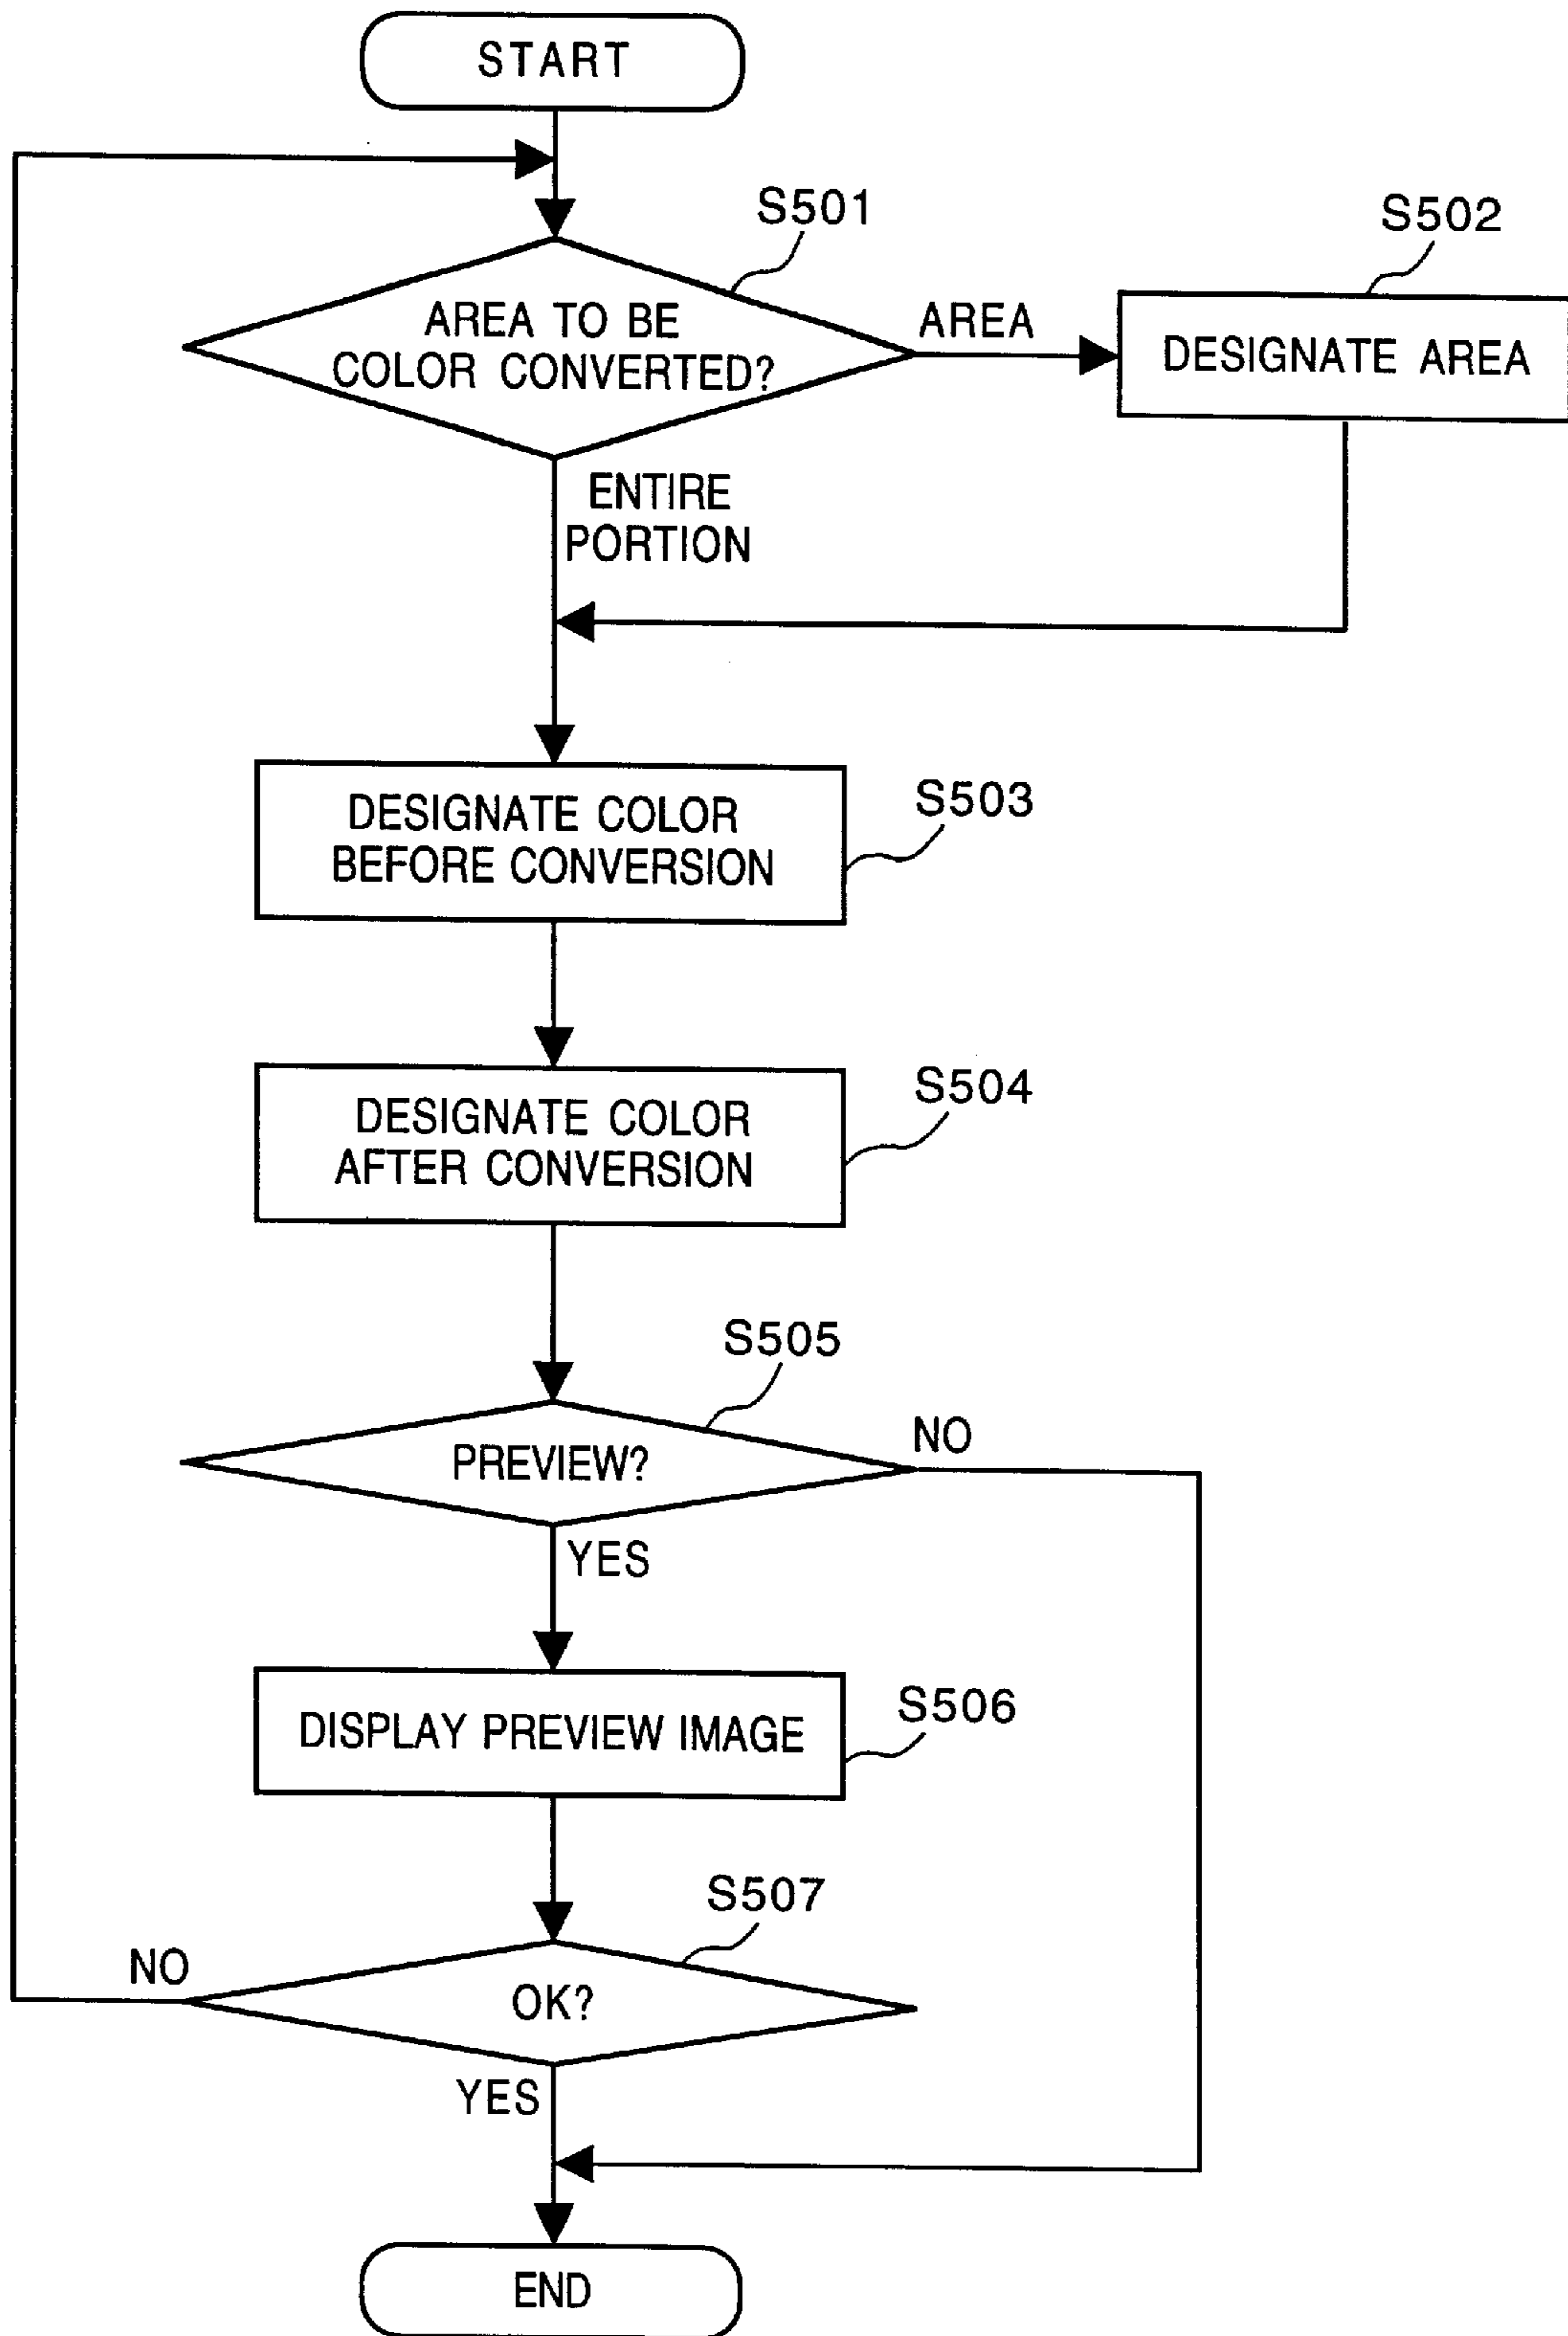 START
S501
S502
AREA TO BE
COLOR CONVERTED?
AREA
DESIGNATE AREA
ENTIRE
PORTION
DESIGNATE COLOR
BEFORE CONVERSION
S503
DESIGNATE COLOR
AFTER CONVERSION
S504
S505
PREVIEW?
NO
YES
DISPLAY PREVIEW IMAGE
S506
S507
NO
OK?
YES
END